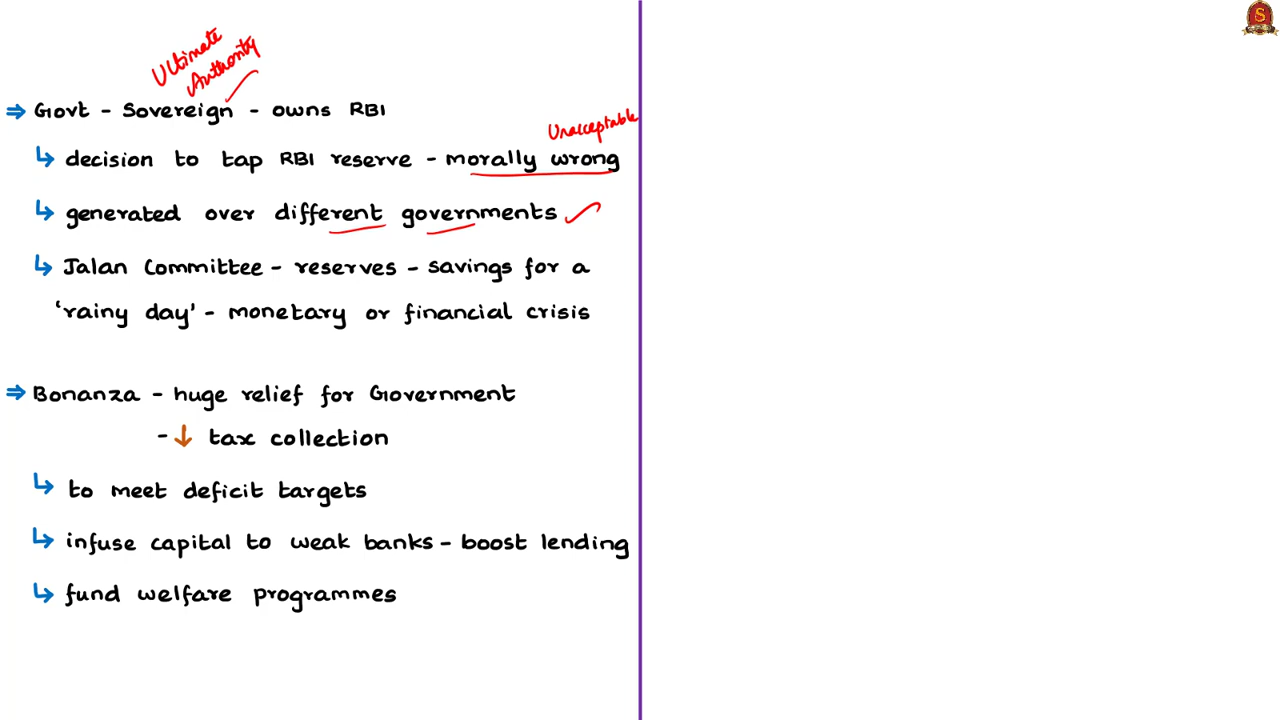 Ultimate
Authority
⇒ Govt - Sovereign - owns RBI
Unacceptable
↳ decision to tap RBI reserve - morally wrong
↳ generated over different governments ✓
↳ Jalan Committee - reserves - savings for a
'rainy day' - monetary or financial crisis
⇒ Bonanza - huge relief for Government
- ↓ tax collection
↳ to meet deficit targets
↳ infuse capital to weak banks - boost lending
↳ fund welfare programmes
S